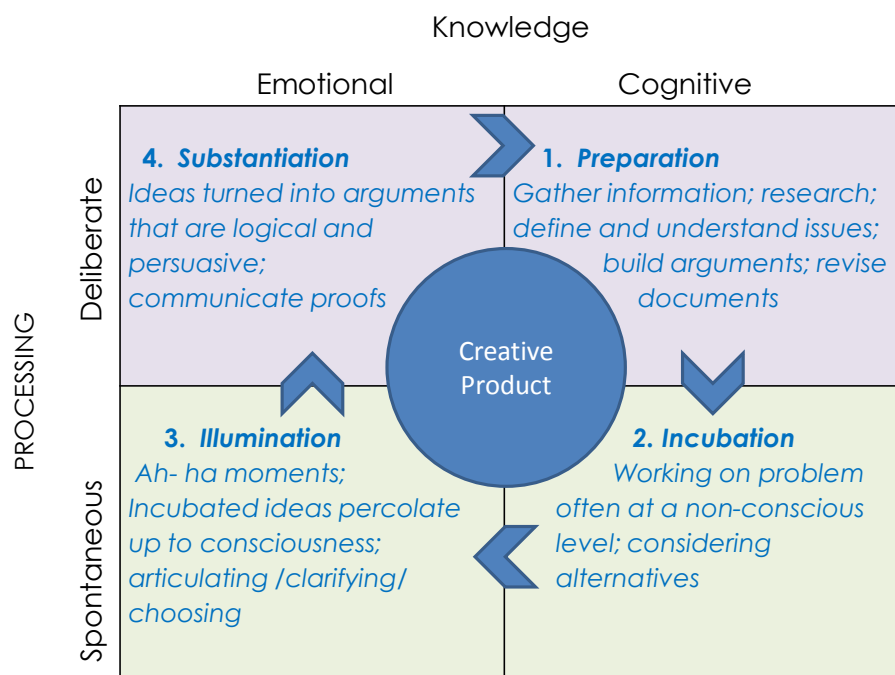 Knowledge
Emotional
Cognitive
PROCESSING
Deliberate
4. Substantiation
Ideas turned into arguments
that are logical and
persuasive;
communicate proofs
1. Preparation
Gather information; research;
define and understand issues;
build arguments; revise
documents
Creative
Product
Spontaneous
3. Illumination
Ah- ha moments;
Incubated ideas percolate
up to consciousness;
articulating /clarifying/
choosing
2. Incubation
Working on problem
often at a non-conscious
level; considering
alternatives